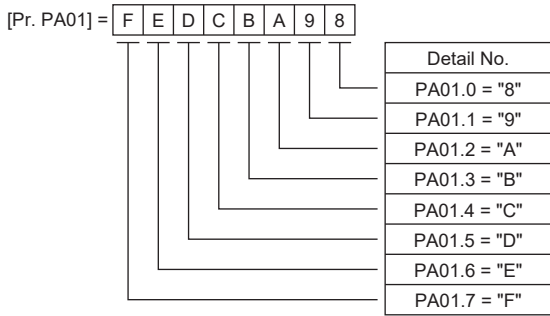 [Pr. PA01] = F E D C B A 9 8
Detail No.
PA01.0 = "8"
PA01.1 = "9"
PA01.2 = "A"
PA01.3 = "B"
PA01.4 = "C"
PA01.5 = "D"
PA01.6 = "E"
PA01.7 = "F"